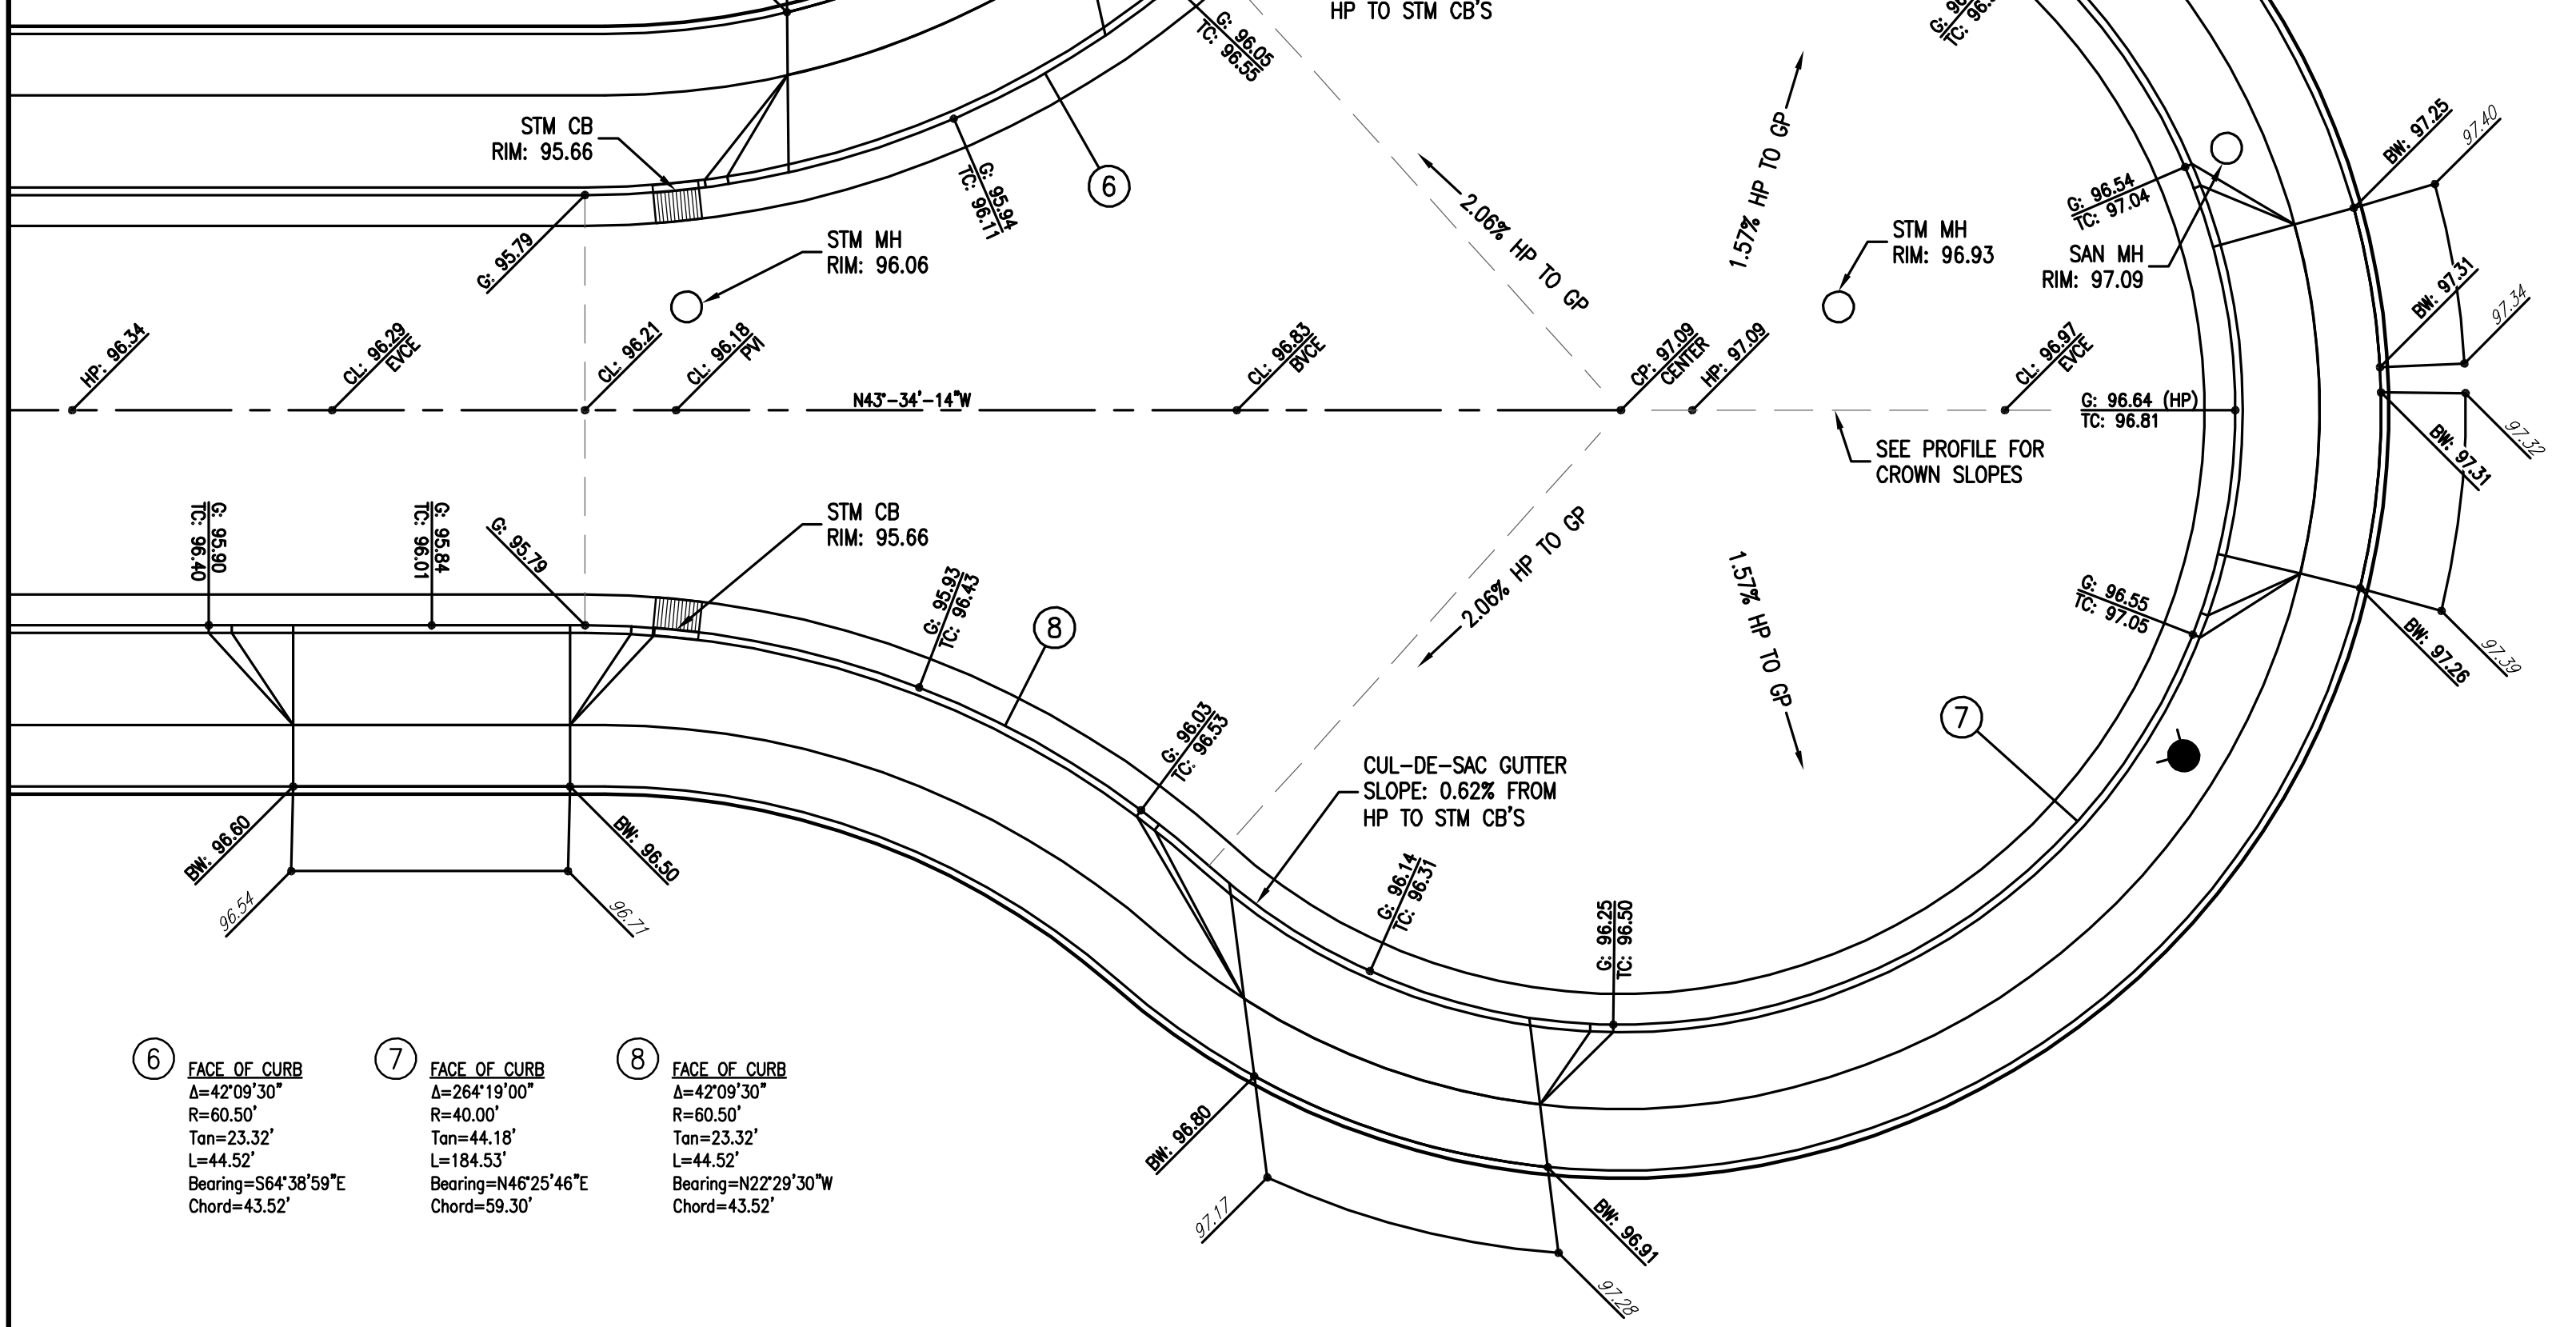 HP TO STM CB'S
G: 96.05
TC: 96.55
STM CB
RIM: 95.66
G: 95.94
TC: 96.11
6
2.06% HP TO GP
1.57% HP TO GP
STM MH
RIM: 96.93
G: 96.54
TC: 97.04
SAN MH
RIM: 97.09
BW: 97.25
97.40
G: 95.79
STM MH
RIM: 96.06
HP: 96.34
CL: 96.29
EVCE
CL: 96.21
CL: 96.18
PVI
CL: 96.83
BVCE
CP: 97.09
CENTER
HP: 97.09
CL: 96.97
EVCE
BW: 97.31
97.34
N43°-34'-14"W
G: 96.64 (HP)
TC: 96.81
SEE PROFILE FOR
CROWN SLOPES
BW: 97.31
97.32
G: 95.90
TC: 96.40
G: 95.84
TC: 96.01
G: 95.79
STM CB
RIM: 95.66
G: 95.93
TC: 96.43
8
2.06% HP TO GP
1.57% HP TO GP
G: 96.55
TC: 97.05
BW: 97.26
97.39
7
G: 96.03
TC: 96.53
CUL-DE-SAC GUTTER
SLOPE: 0.62% FROM
HP TO STM CB'S
G: 96.14
TC: 96.31
G: 96.25
TC: 96.50
BW: 96.60
96.54
BW: 96.50
96.71
BW: 96.80
97.17
BW: 96.91
97.28
6
FACE OF CURB
Δ=42°09'30"
R=60.50'
Tan=23.32'
L=44.52'
Bearing=S64°38'59"E
Chord=43.52'
7
FACE OF CURB
Δ=264°19'00"
R=40.00'
Tan=44.18'
L=184.53'
Bearing=N46°25'46"E
Chord=59.30'
8
FACE OF CURB
Δ=42°09'30"
R=60.50'
Tan=23.32'
L=44.52'
Bearing=N22°29'30"W
Chord=43.52'